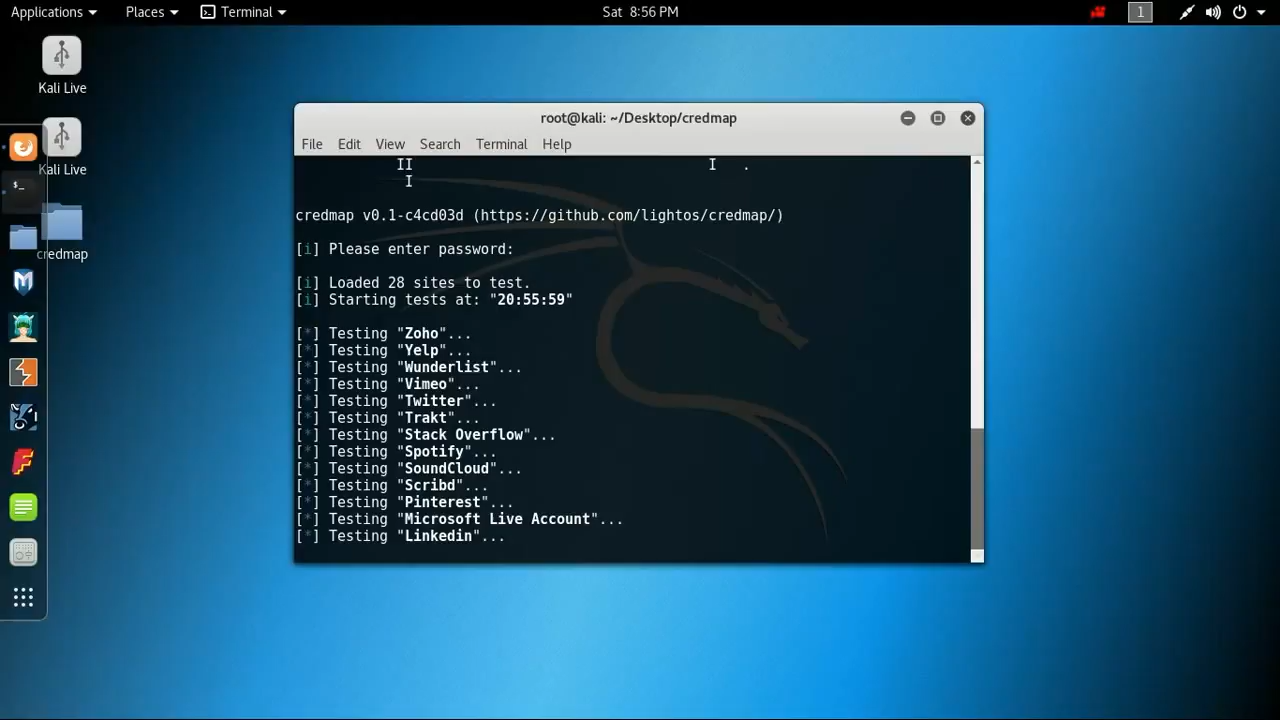 Applications Places Terminal Sat 8:56 PM 1
Kali Live
Kali Live
credmap
root@kali: ~/Desktop/credmap
File Edit View Search Terminal Help
II I .
I
credmap v0.1-c4cd03d (https://github.com/lightos/credmap/)
[i] Please enter password:
[i] Loaded 28 sites to test.
[i] Starting tests at: "20:55:59"
[*] Testing "Zoho"...
[*] Testing "Yelp"...
[*] Testing "Wunderlist"...
[*] Testing "Vimeo"...
[*] Testing "Twitter"...
[*] Testing "Trakt"...
[*] Testing "Stack Overflow"...
[*] Testing "Spotify"...
[*] Testing "SoundCloud"...
[*] Testing "Scribd"...
[*] Testing "Pinterest"...
[*] Testing "Microsoft Live Account"...
[*] Testing "Linkedin"...